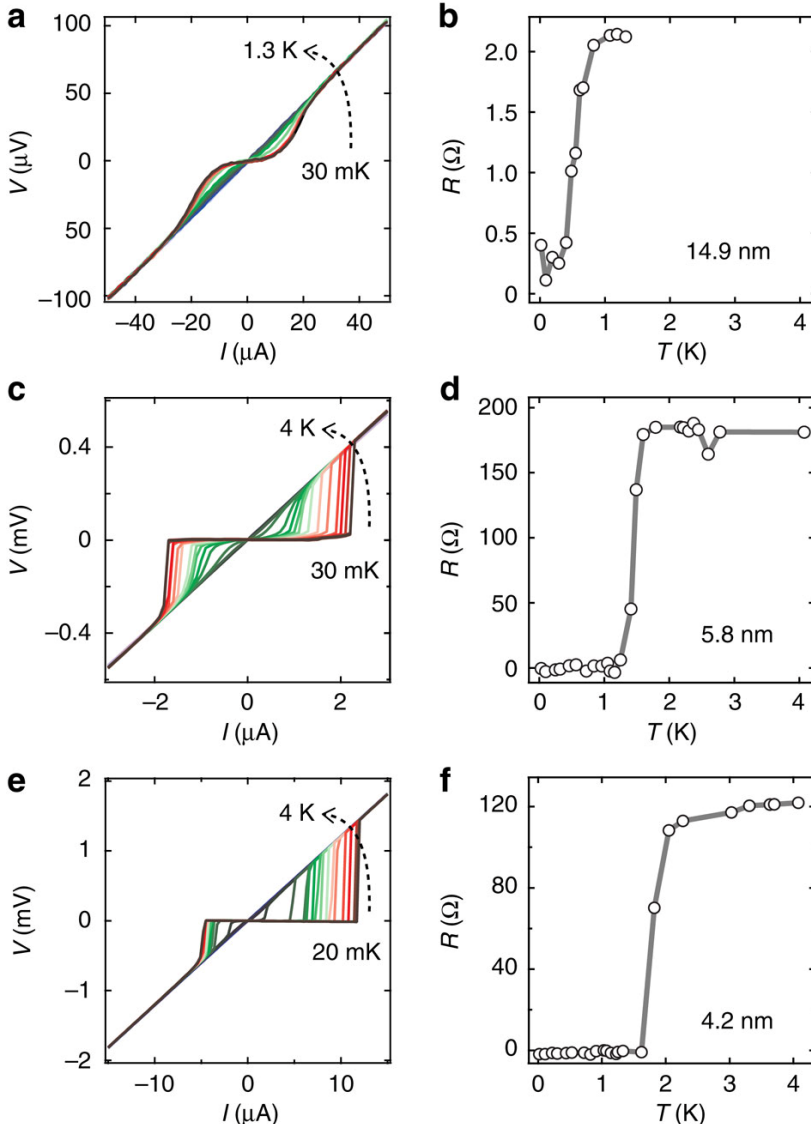 a
100
50
0
50
−100
V (μV)
1.3 K
30 mK
−40 −20 0 20 40
I (μA)
b
2.0
1.5
1.0
0.5
0
R (Ω)
14.9 nm
0 1 2 3 4
T (K)
c
0.4
0
−0.4
V (mV)
4 K
30 mK
−2 0 2
I (μA)
d
200
150
100
50
0
R (Ω)
5.8 nm
0 1 2 3 4
T (K)
e
2
1
0
−1
−2
V (mV)
4 K
20 mK
−10 0 10
I (μA)
f
120
80
40
0
R (Ω)
4.2 nm
0 1 2 3 4
T (K)